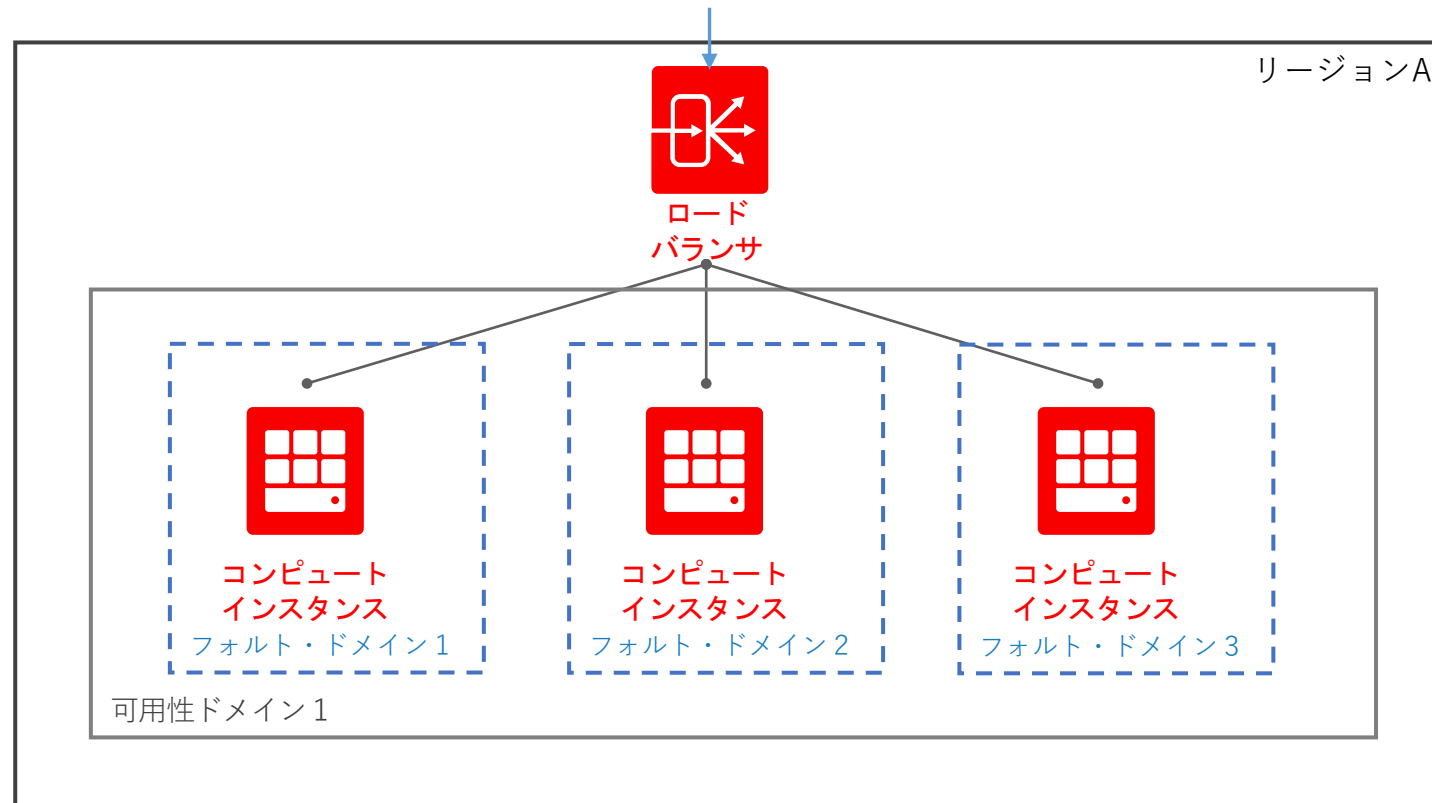 リージョンA
ロード
バランサ
コンピュート
インスタンス
フォルト・ドメイン１
コンピュート
インスタンス
フォルト・ドメイン２
コンピュート
インスタンス
フォルト・ドメイン３
可用性ドメイン１